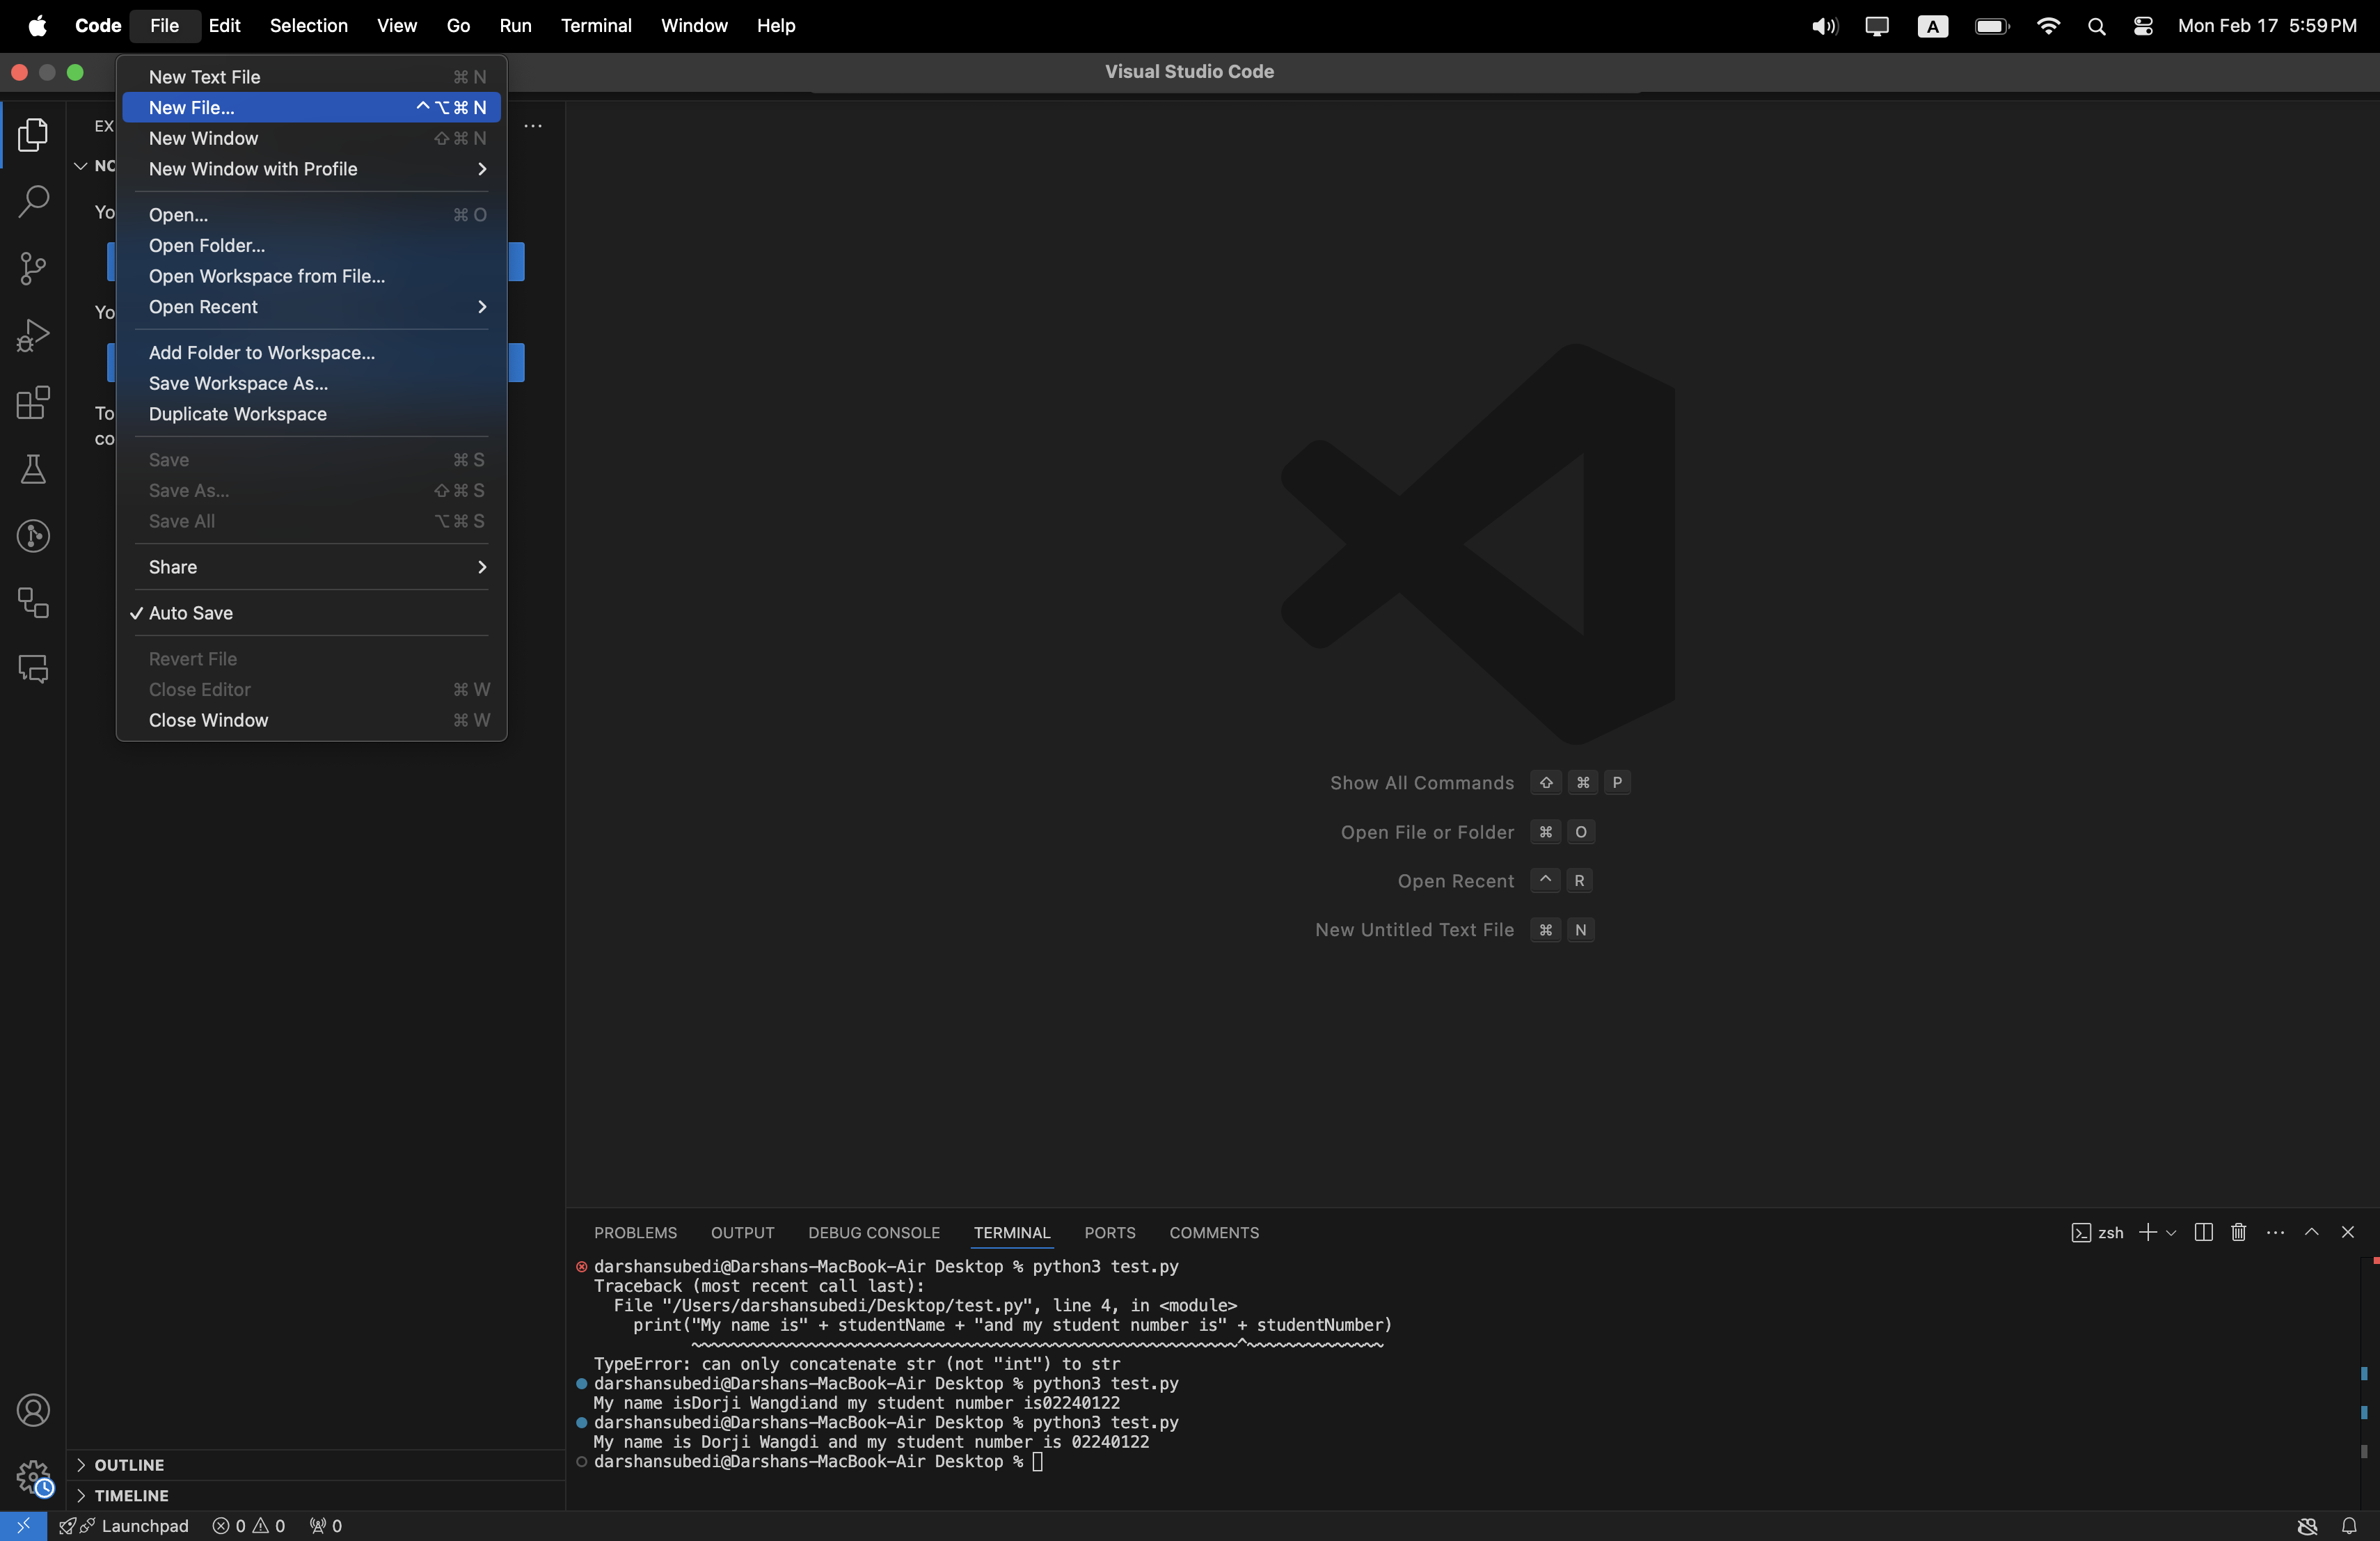 Code File Edit Selection View Go Run Terminal Window Help
A Mon Feb 17 5:59 PM
Visual Studio Code
New Text File ⌘ N
New File... ⌃⌥⌘ N
New Window ⇧⌘ N
New Window with Profile
Open... ⌘ O
Open Folder...
Open Workspace from File...
Open Recent
Add Folder to Workspace...
Save Workspace As...
Duplicate Workspace
Save ⌘ S
Save As... ⇧⌘ S
Save All ⌥⌘ S
Share
✓ Auto Save
Revert File
Close Editor ⌘ W
Close Window ⌘ W
EX
NO
Yo
Yo
To
co
Show All Commands ⇧ ⌘ P
Open File or Folder ⌘ O
Open Recent ⌃ R
New Untitled Text File ⌘ N
PROBLEMS OUTPUT DEBUG CONSOLE TERMINAL PORTS COMMENTS
zsh
darshansubedi@Darshans-MacBook-Air Desktop % python3 test.py
Traceback (most recent call last):
File "/Users/darshansubedi/Desktop/test.py", line 4, in <module>
print("My name is" + studentName + "and my student number is" + studentNumber)
~~~~~~~~~~~~~~~~~~~~~~~~~~~~~~~~~~~~~~~~~~~~~~~~~~~~~~~~^~~~~~~~~~~~~~~
TypeError: can only concatenate str (not "int") to str
darshansubedi@Darshans-MacBook-Air Desktop % python3 test.py
My name isDorji Wangdiand my student number is02240122
darshansubedi@Darshans-MacBook-Air Desktop % python3 test.py
My name is Dorji Wangdi and my student number is 02240122
darshansubedi@Darshans-MacBook-Air Desktop %
OUTLINE
TIMELINE
Launchpad 0 0 0